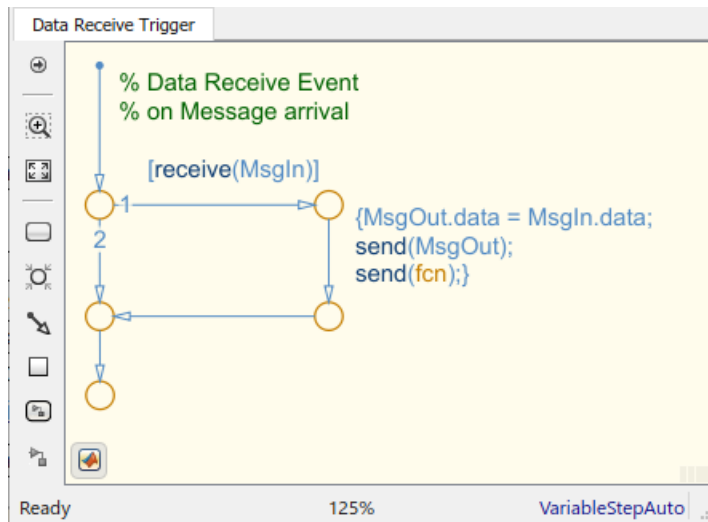 Data Receive Trigger
% Data Receive Event
% on Message arrival
[receive(MsgIn)]
1
{MsgOut.data = MsgIn.data;
2
send(MsgOut);
send(fcn);}
Ready
125%
VariableStepAuto